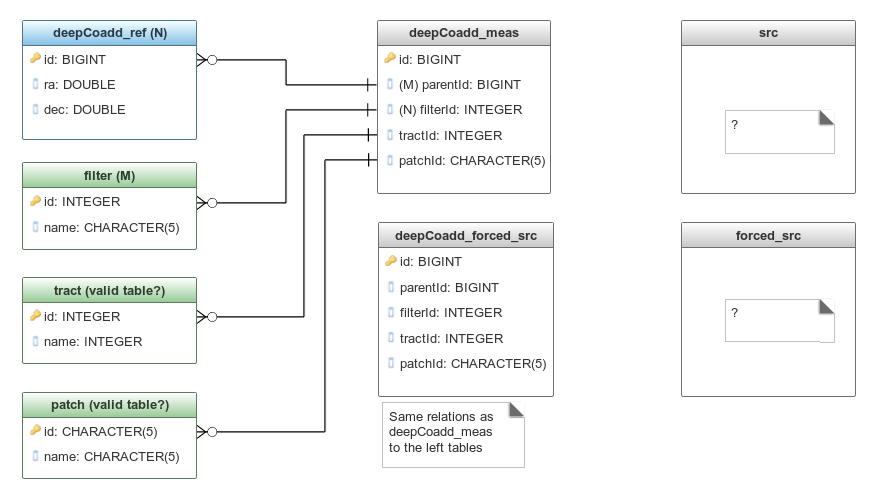 deepCoadd_ref (N)
id: BIGINT
ra: DOUBLE
dec: DOUBLE
filter (M)
id: INTEGER
name: CHARACTER(5)
tract (valid table?)
id: INTEGER
name: INTEGER
patch (valid table?)
id: CHARACTER(5)
name: CHARACTER(5)
deepCoadd_meas
id: BIGINT
(M) parentId: BIGINT
(N) filterId: INTEGER
tractId: INTEGER
patchId: CHARACTER(5)
deepCoadd_forced_src
id: BIGINT
parentId: BIGINT
filterId: INTEGER
tractId: INTEGER
patchId: CHARACTER(5)
Same relations as
deepCoadd_meas
to the left tables
src
?
forced_src
?